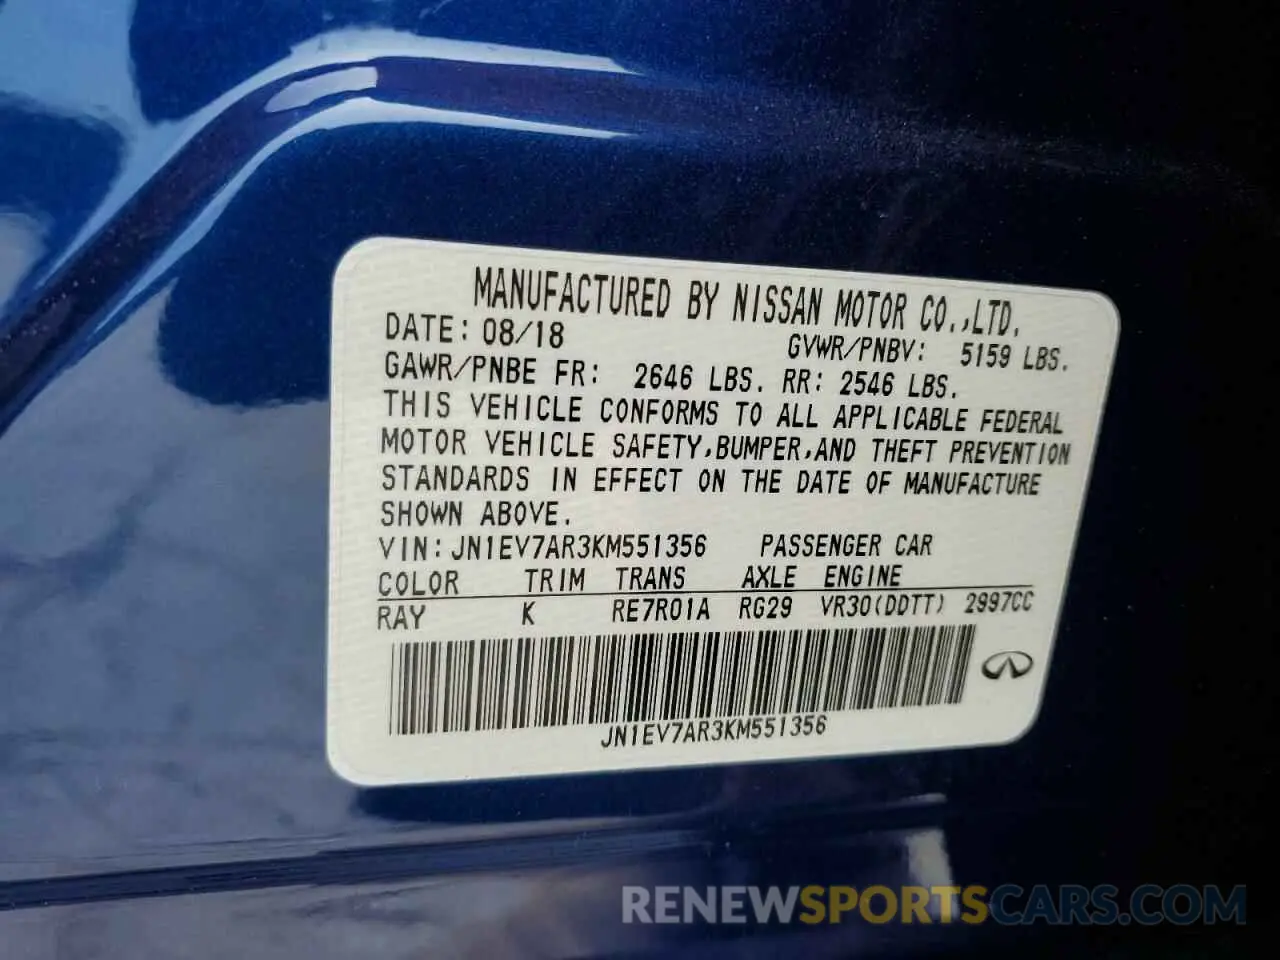 MANUFACTURED BY NISSAN MOTOR CO.,LTD.
DATE: 08/18 GVWR/PNBV: 5159 LBS.
GAWR/PNBE FR: 2646 LBS. RR: 2546 LBS.
THIS VEHICLE CONFORMS TO ALL APPLICABLE FEDERAL
MOTOR VEHICLE SAFETY,BUMPER,AND THEFT PREVENTION
STANDARDS IN EFFECT ON THE DATE OF MANUFACTURE
SHOWN ABOVE.
VIN: JN1EV7AR3KM551356 PASSENGER CAR
COLOR TRIM TRANS AXLE ENGINE
RAY K RE7R01A RG29 VR30(DDTT) 2997CC
JN1EV7AR3KM551356
RENEWSPORTSCARS.COM